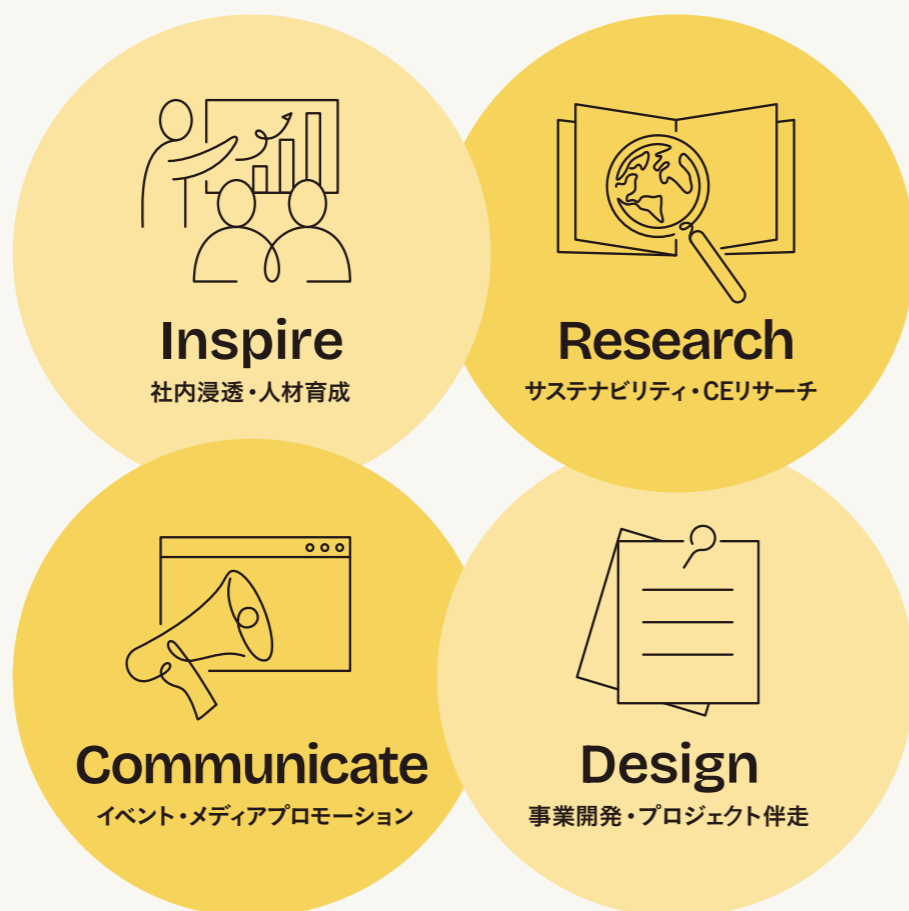 Inspire
社内浸透・人材育成
Research
サステナビリティ・CEリサーチ
Communicate
イベント・メディアプロモーション
Design
事業開発・プロジェクト伴走